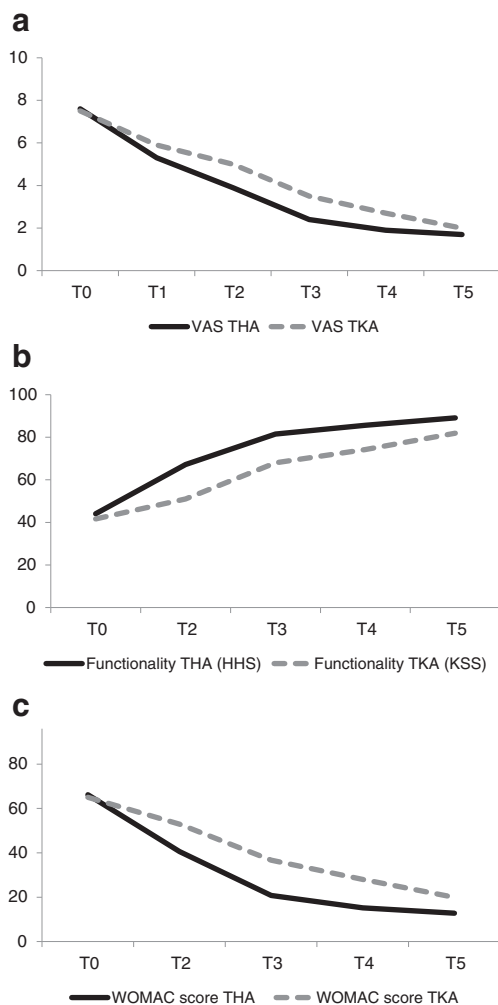 a
10
8
6
4
2
0
T0 T1 T2 T3 T4 T5
VAS THA VAS TKA
b
100
80
60
40
20
0
T0 T2 T3 T4 T5
Functionality THA (HHS) Functionality TKA (KSS)
c
80
60
40
20
0
T0 T2 T3 T4 T5
WOMAC score THA WOMAC score TKA